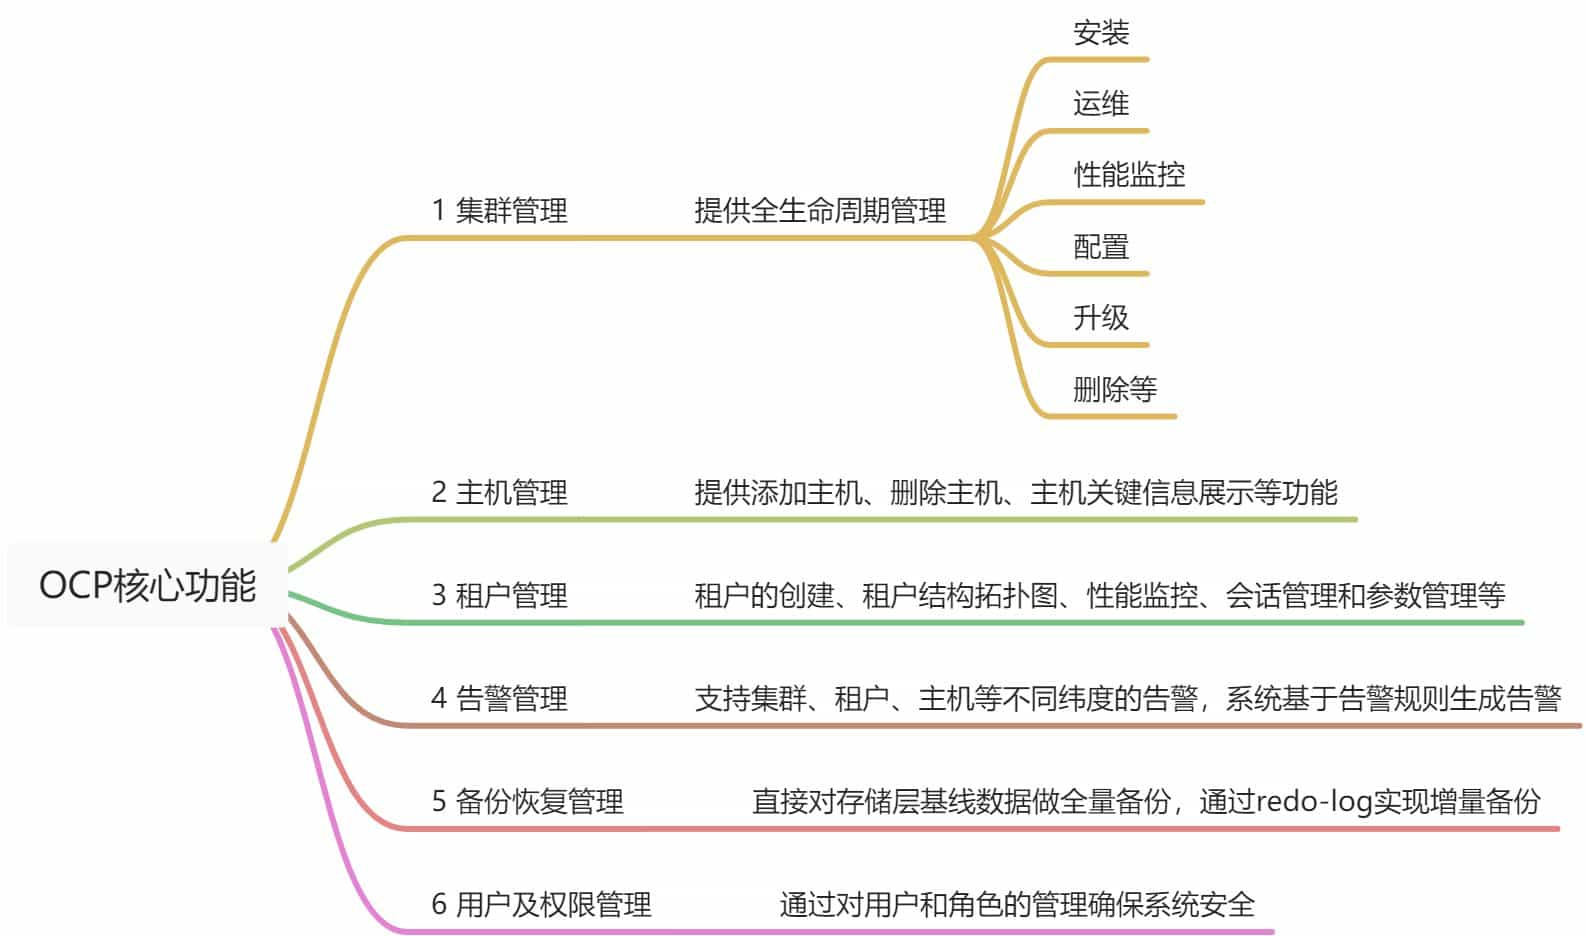 OCP核心功能
1 集群管理
提供全生命周期管理
安装
运维
性能监控
配置
升级
删除等
2 主机管理
提供添加主机、删除主机、主机关键信息展示等功能
3 租户管理
租户的创建、租户结构拓扑图、性能监控、会话管理和参数管理等
4 告警管理
支持集群、租户、主机等不同纬度的告警，系统基于告警规则生成告警
5 备份恢复管理
直接对存储层基线数据做全量备份，通过redo-log实现增量备份
6 用户及权限管理
通过对用户和角色的管理确保系统安全